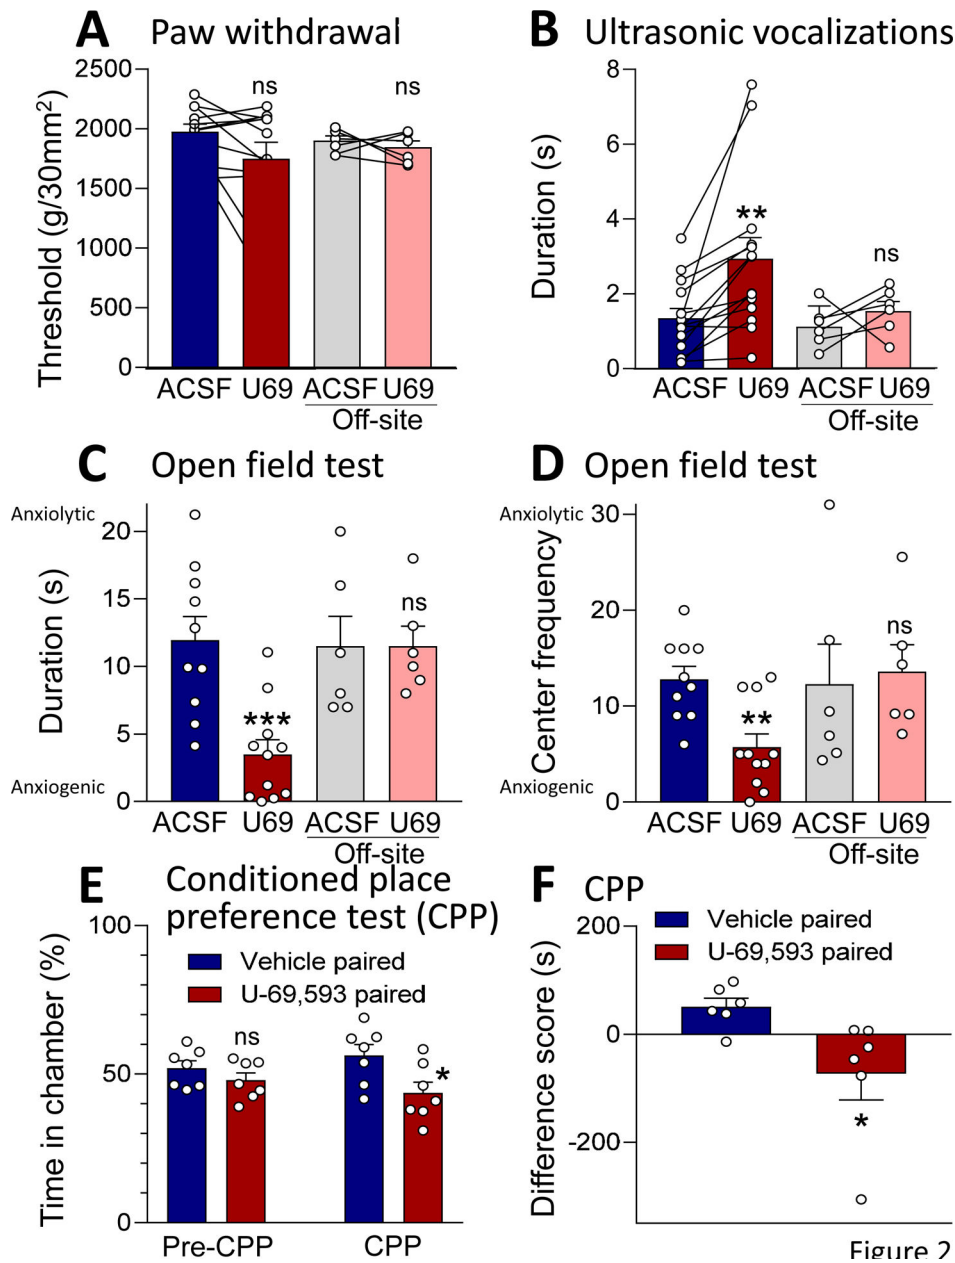 A Paw withdrawal
Threshold (g/30mm²)
2500
2000
1500
1000
500
0
ns
ns
ACSF U69 ACSF U69
Off-site
B Ultrasonic vocalizations
Duration (s)
8
6
4
2
0
**
ns
ACSF U69 ACSF U69
Off-site
C Open field test
Anxiolytic
Duration (s)
20
15
10
5
0
Anxiogenic
***
ns
ACSF U69 ACSF U69
Off-site
D Open field test
Anxiolytic
Center frequency
30
20
10
0
Anxiogenic
**
ns
ACSF U69 ACSF U69
Off-site
E Conditioned place
preference test (CPP)
Time in chamber (%)
100
50
0
Vehicle paired
U-69,593 paired
ns
*
Pre-CPP CPP
F CPP
Difference score (s)
200
0
-200
Vehicle paired
U-69,593 paired
*
Figure 2